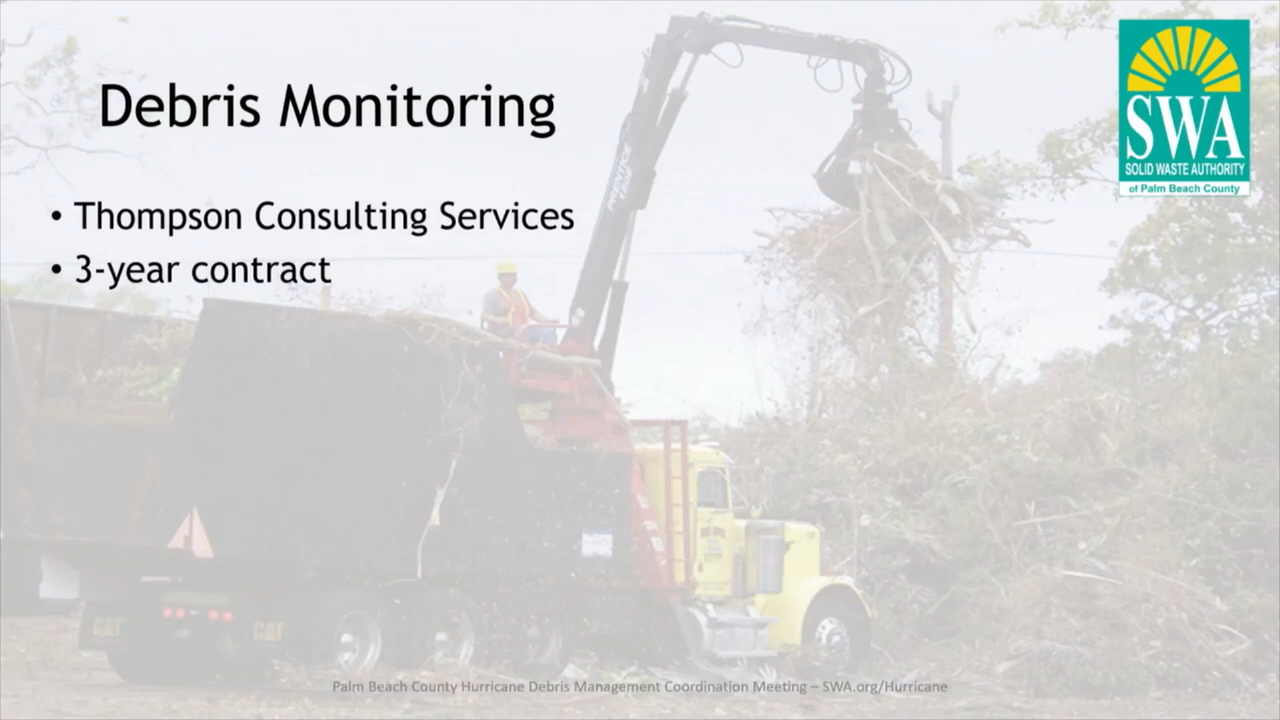 Debris Monitoring
• Thompson Consulting Services
• 3-year contract
SWA
SOLID WASTE AUTHORITY
of Palm Beach County
CAT
CAT
Palm Beach County Hurricane Debris Management Coordination Meeting – SWA.org/Hurricane